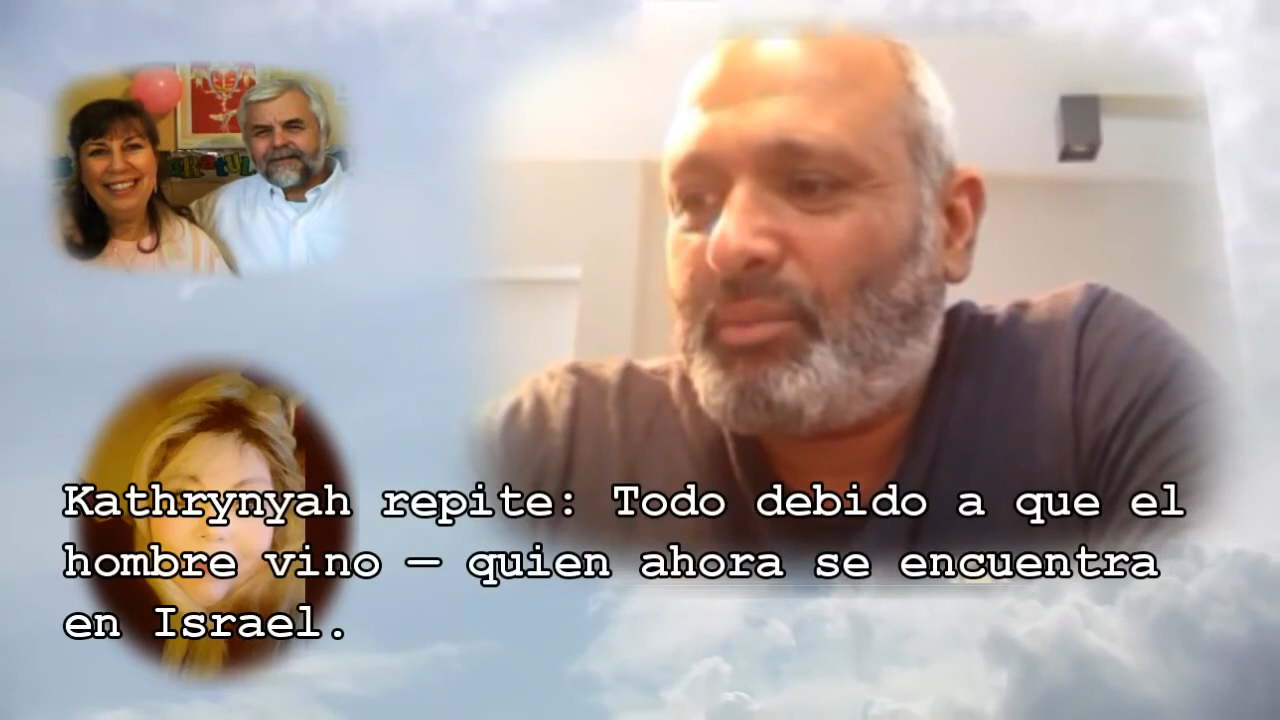 Kathrynyah repite: Todo debido a que el
hombre vino — quien ahora se encuentra
en Israel.